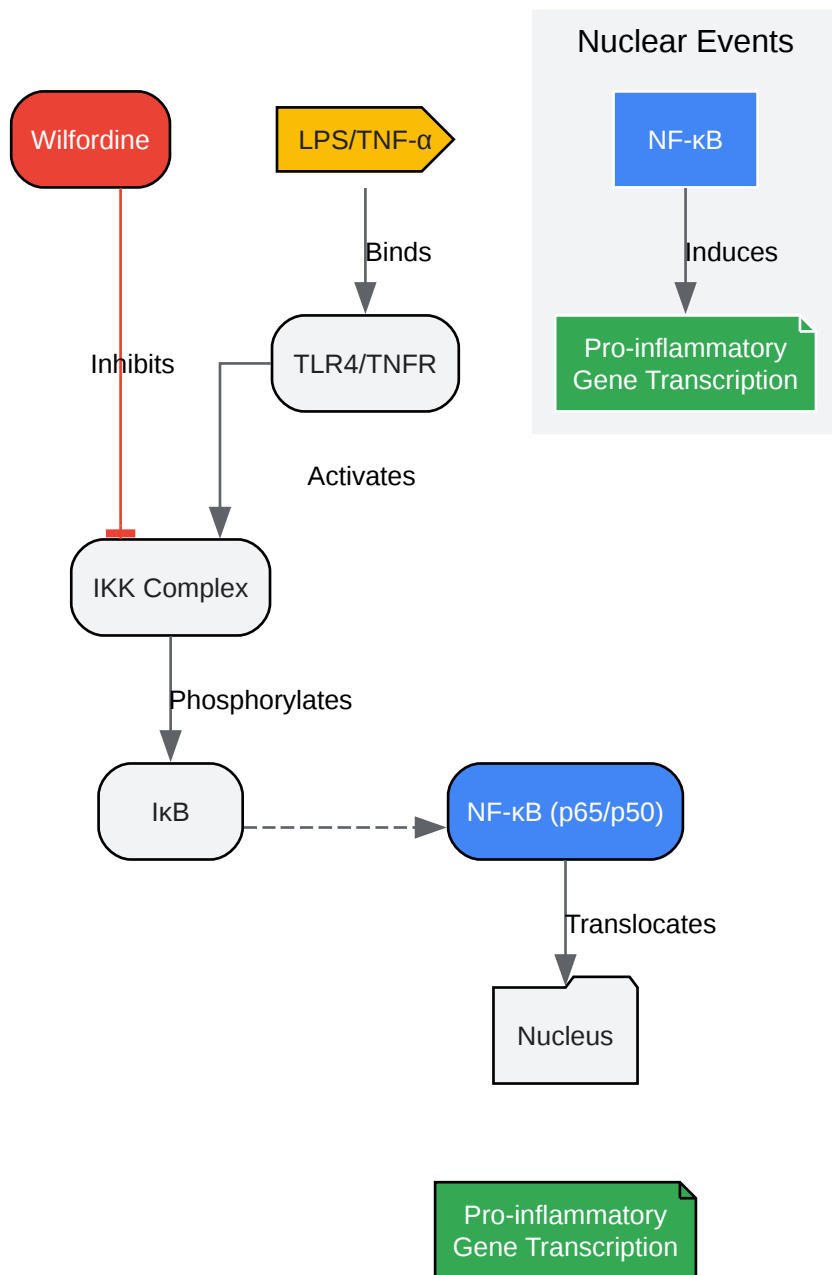 Nuclear Events
Wilfordine
LPS/TNF-α
NF-κB
Binds
Induces
Inhibits
TLR4/TNFR
Pro-inflammatory
Gene Transcription
Activates
IKK Complex
Phosphorylates
IκB
NF-κB (p65/p50)
Translocates
Nucleus
Pro-inflammatory
Gene Transcription